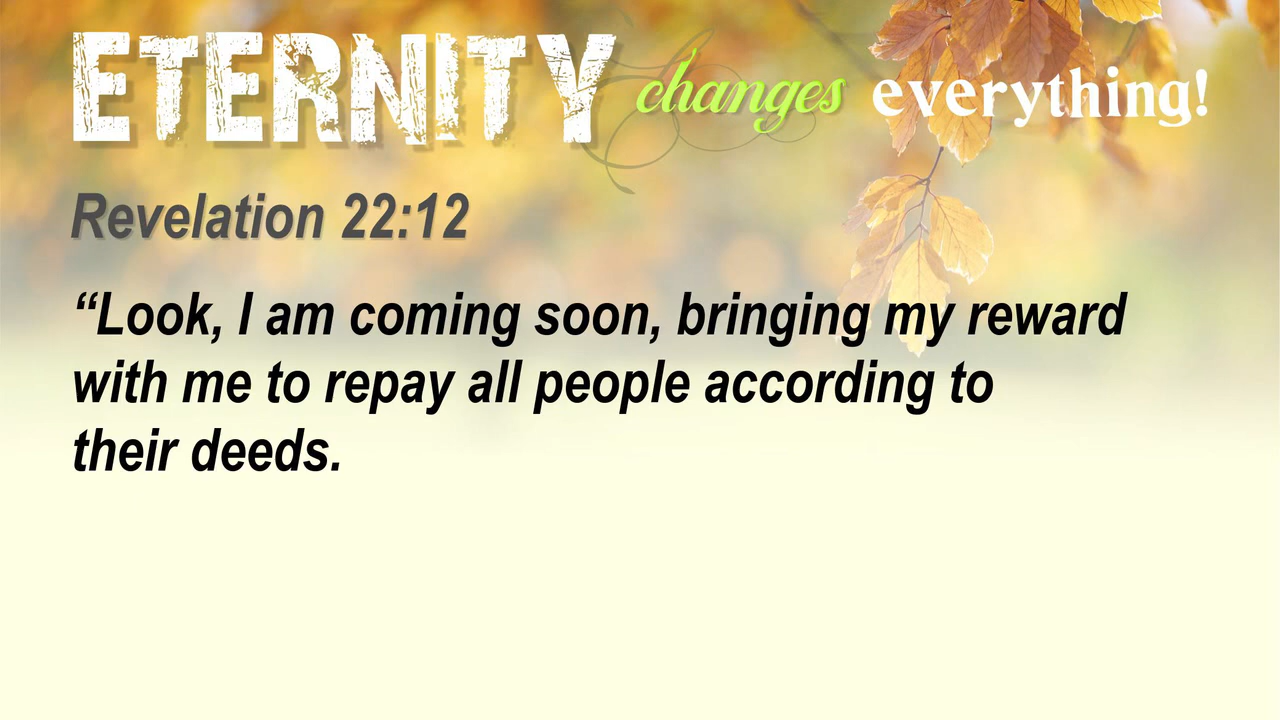 ETERNITY changes everything!
Revelation 22:12
“Look, I am coming soon, bringing my reward
with me to repay all people according to
their deeds.